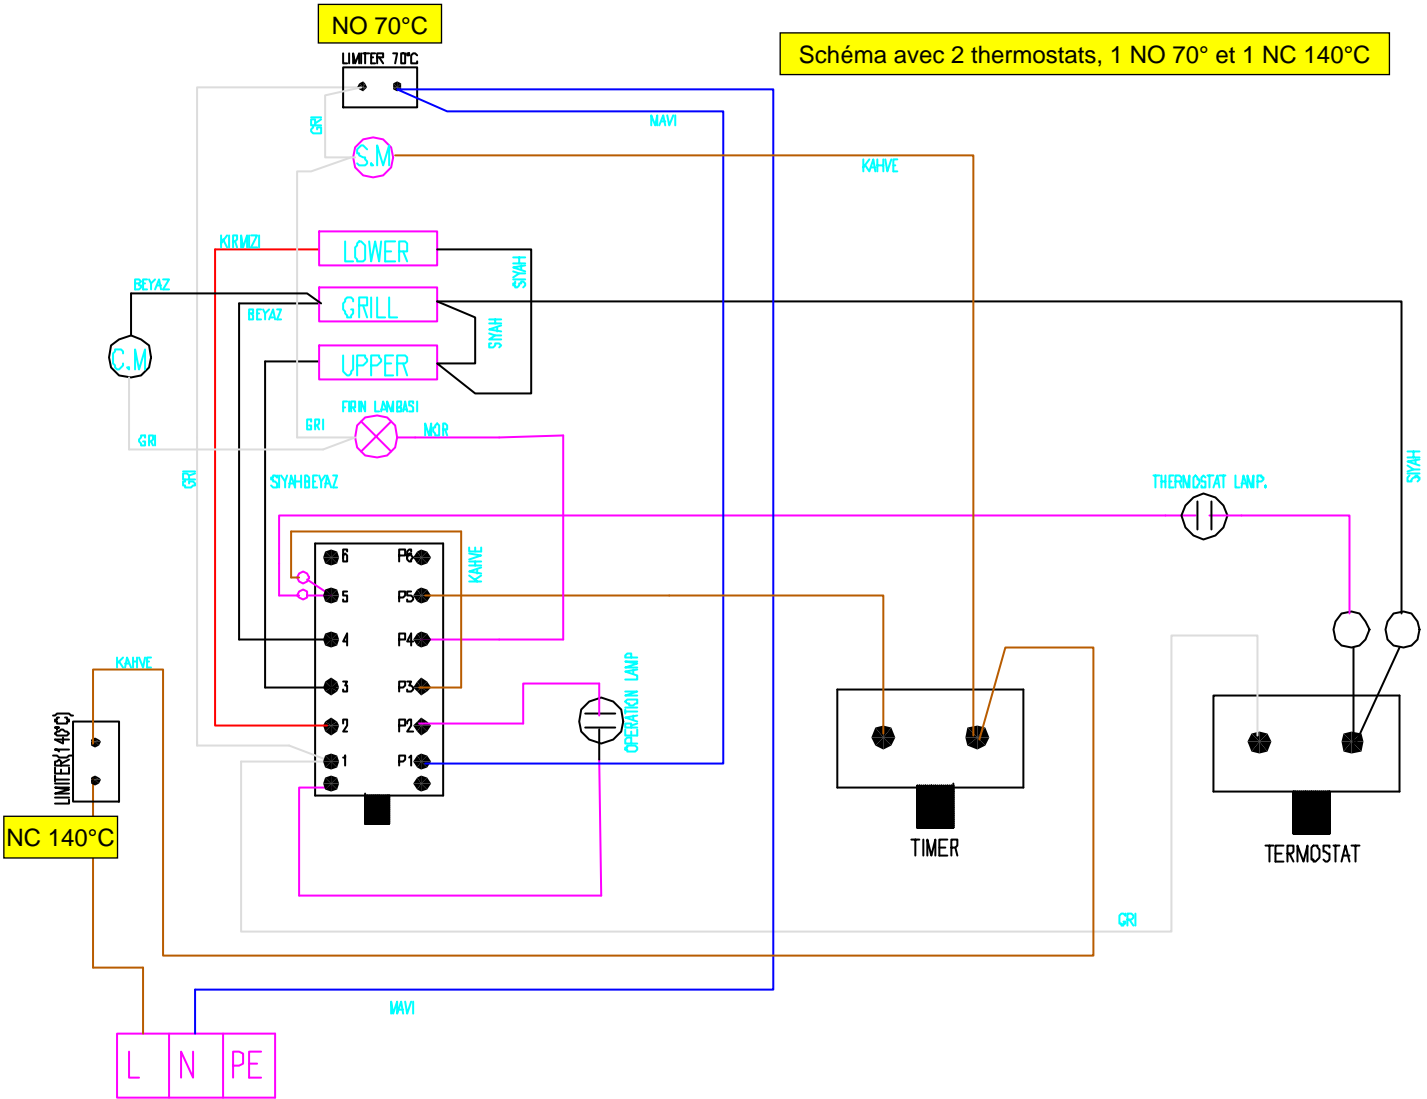 NO 70°C
Schéma avec 2 thermostats, 1 NO 70° et 1 NC 140°C
LIMITER 70°C
GRI
MAVI
S.M
KAHVE
KIRMIZI
LOWER
SIYAH
BEYAZ
BEYAZ
GRILL
SIYAH
C.M
UPPER
FIRIN LAMBASI
GRI
GRI
GRI
SIYAH
SIYAHBEYAZ
THERMOSTAT LAMP.
KAHVE
6 P6
5 P5
4 P4
3 P3
2 P2
1 P1
OPERATION LAMP
KAHVE
LIMITER(140°C)
NC 140°C
TIMER
TERMOSTAT
GRI
MAVI
L N PE